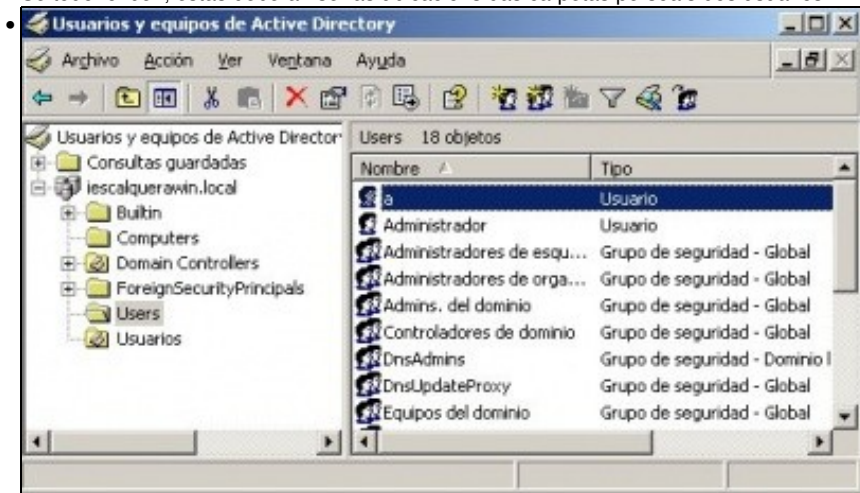 Usuarios y equipos de Active Directory
Archivo Acción Ver Ventana Ayuda
Usuarios y equipos de Active Director
Consultas guardadas
iescalquerawin.local
Builtin
Computers
Domain Controllers
ForeignSecurityPrincipals
Users
Usuarios
Users 18 objetos
Nombre Tipo
a Usuario
Administrador Usuario
Administradores de esqu... Grupo de seguridad - Global
Administradores de orga... Grupo de seguridad - Global
Admins. del dominio Grupo de seguridad - Global
Controladores de dominio Grupo de seguridad - Global
DnsAdmins Grupo de seguridad - Dominio l
DnsUpdateProxy Grupo de seguridad - Global
Equipos del dominio Grupo de seguridad - Global